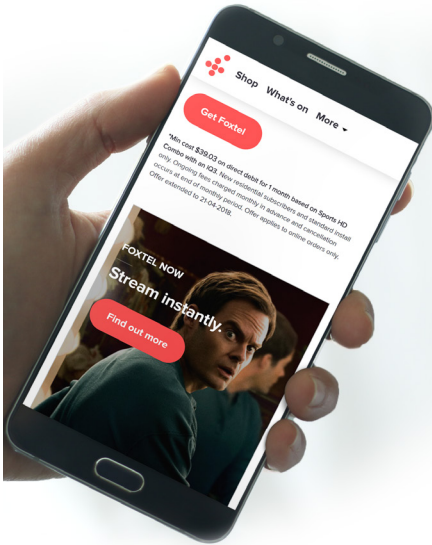 Shop What's on More
Get Foxtel
*Min cost $39.03 on direct debit for 1 month based on Sports HD
Combo with an iQ3. New residential subscribers and standard install
only. Ongoing fees charged monthly in advance and cancellation
occurs at end of monthly period. Offer applies to online orders only.
Offer extended to 21.04.2018.
FOXTEL NOW
Stream instantly.
Find out more